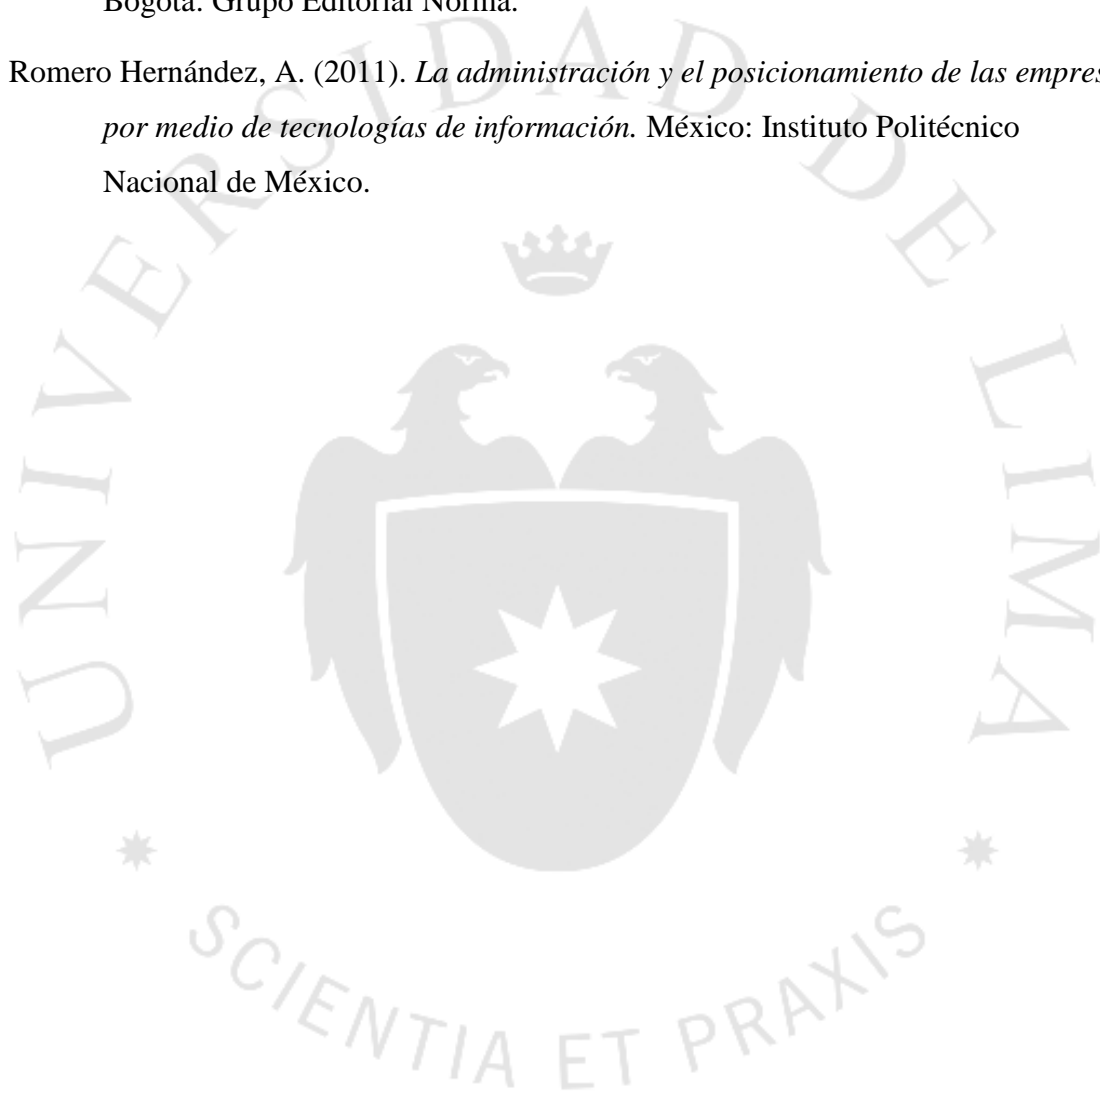 Bogotá: Grupo Editorial Norma.
Romero Hernández, A. (2011). La administración y el posicionamiento de las empres
por medio de tecnologías de información. México: Instituto Politécnico
Nacional de México.
UNIVERSIDAD DE LIMA
SCIENTIA ET PRAXIS